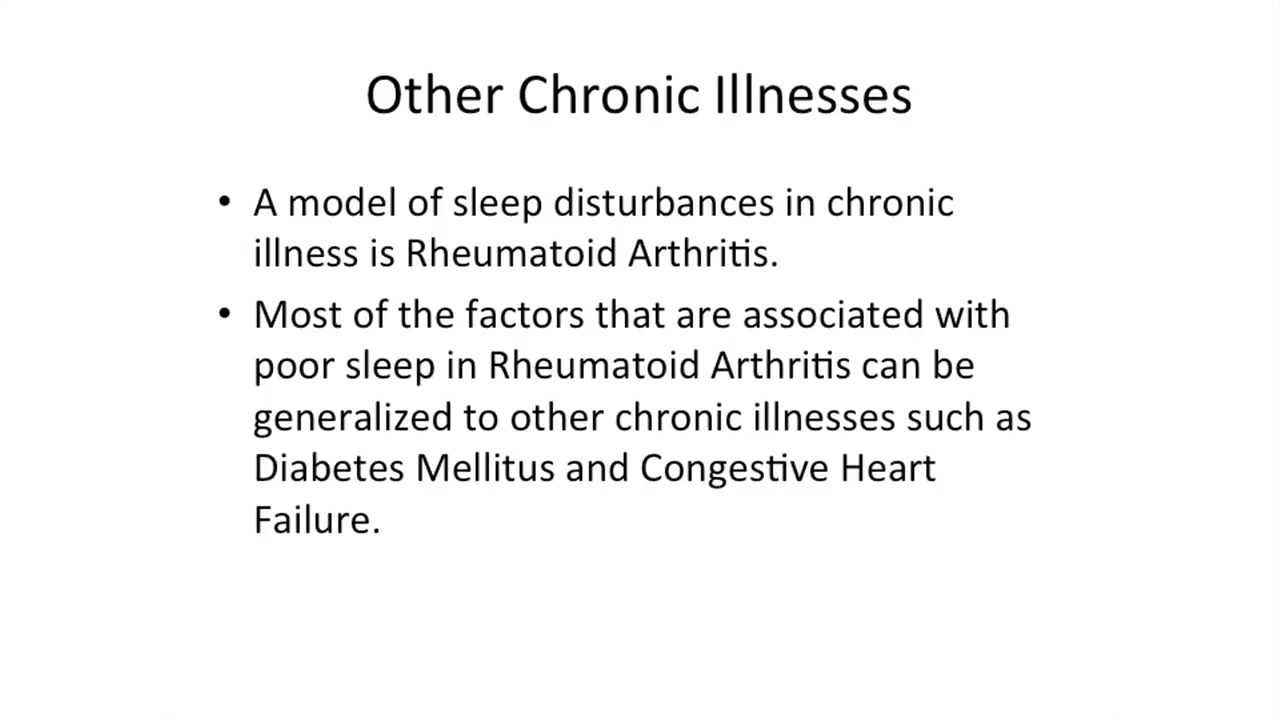 Other Chronic Illnesses
• A model of sleep disturbances in chronic
illness is Rheumatoid Arthritis.
• Most of the factors that are associated with
poor sleep in Rheumatoid Arthritis can be
generalized to other chronic illnesses such as
Diabetes Mellitus and Congestive Heart
Failure.